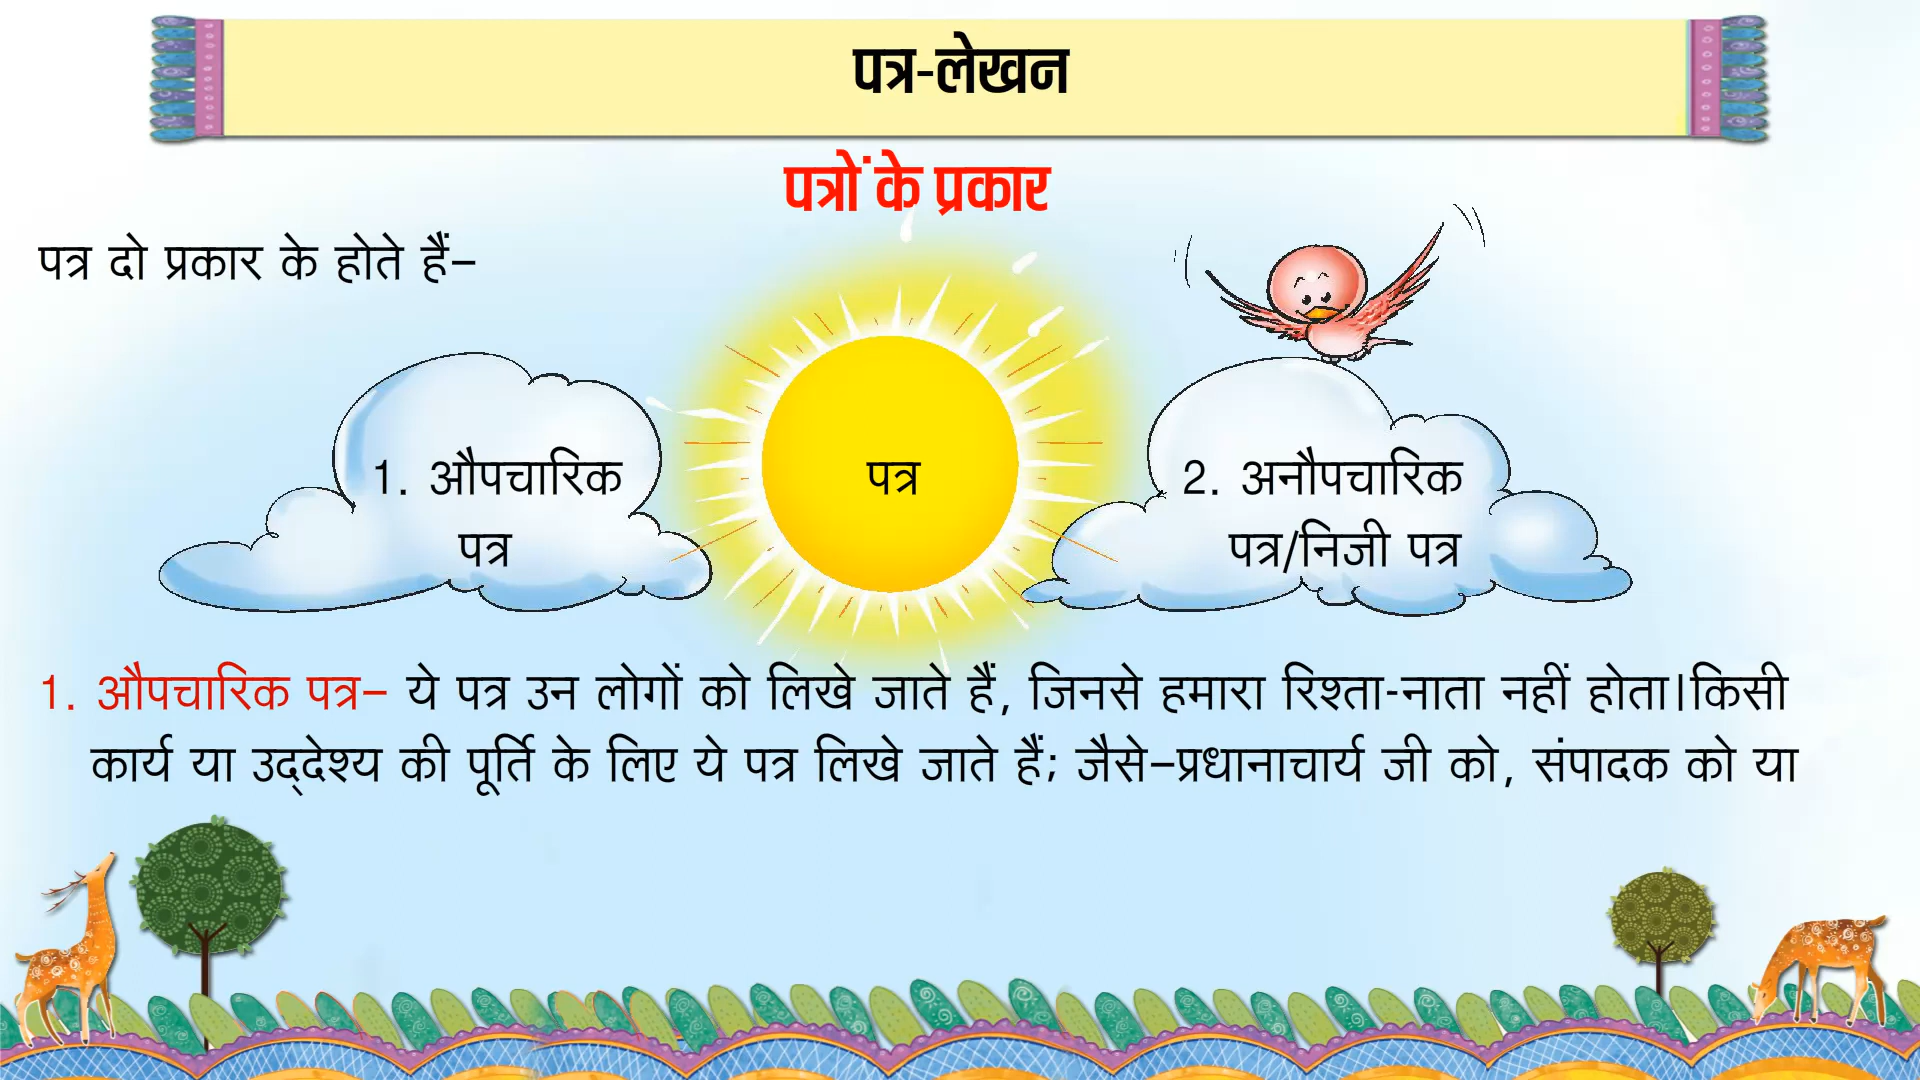 पत्र-लेखन
पत्रों के प्रकार
पत्र दो प्रकार के होते हैं–
1. औपचारिक
पत्र
पत्र
2. अनौपचारिक
पत्र/निजी पत्र
1. औपचारिक पत्र– ये पत्र उन लोगों को लिखे जाते हैं, जिनसे हमारा रिश्ता-नाता नहीं होता।किसी
कार्य या उद्‌देश्य की पूर्ति के लिए ये पत्र लिखे जाते हैं; जैसे–प्रधानाचार्य जी को, संपादक को या